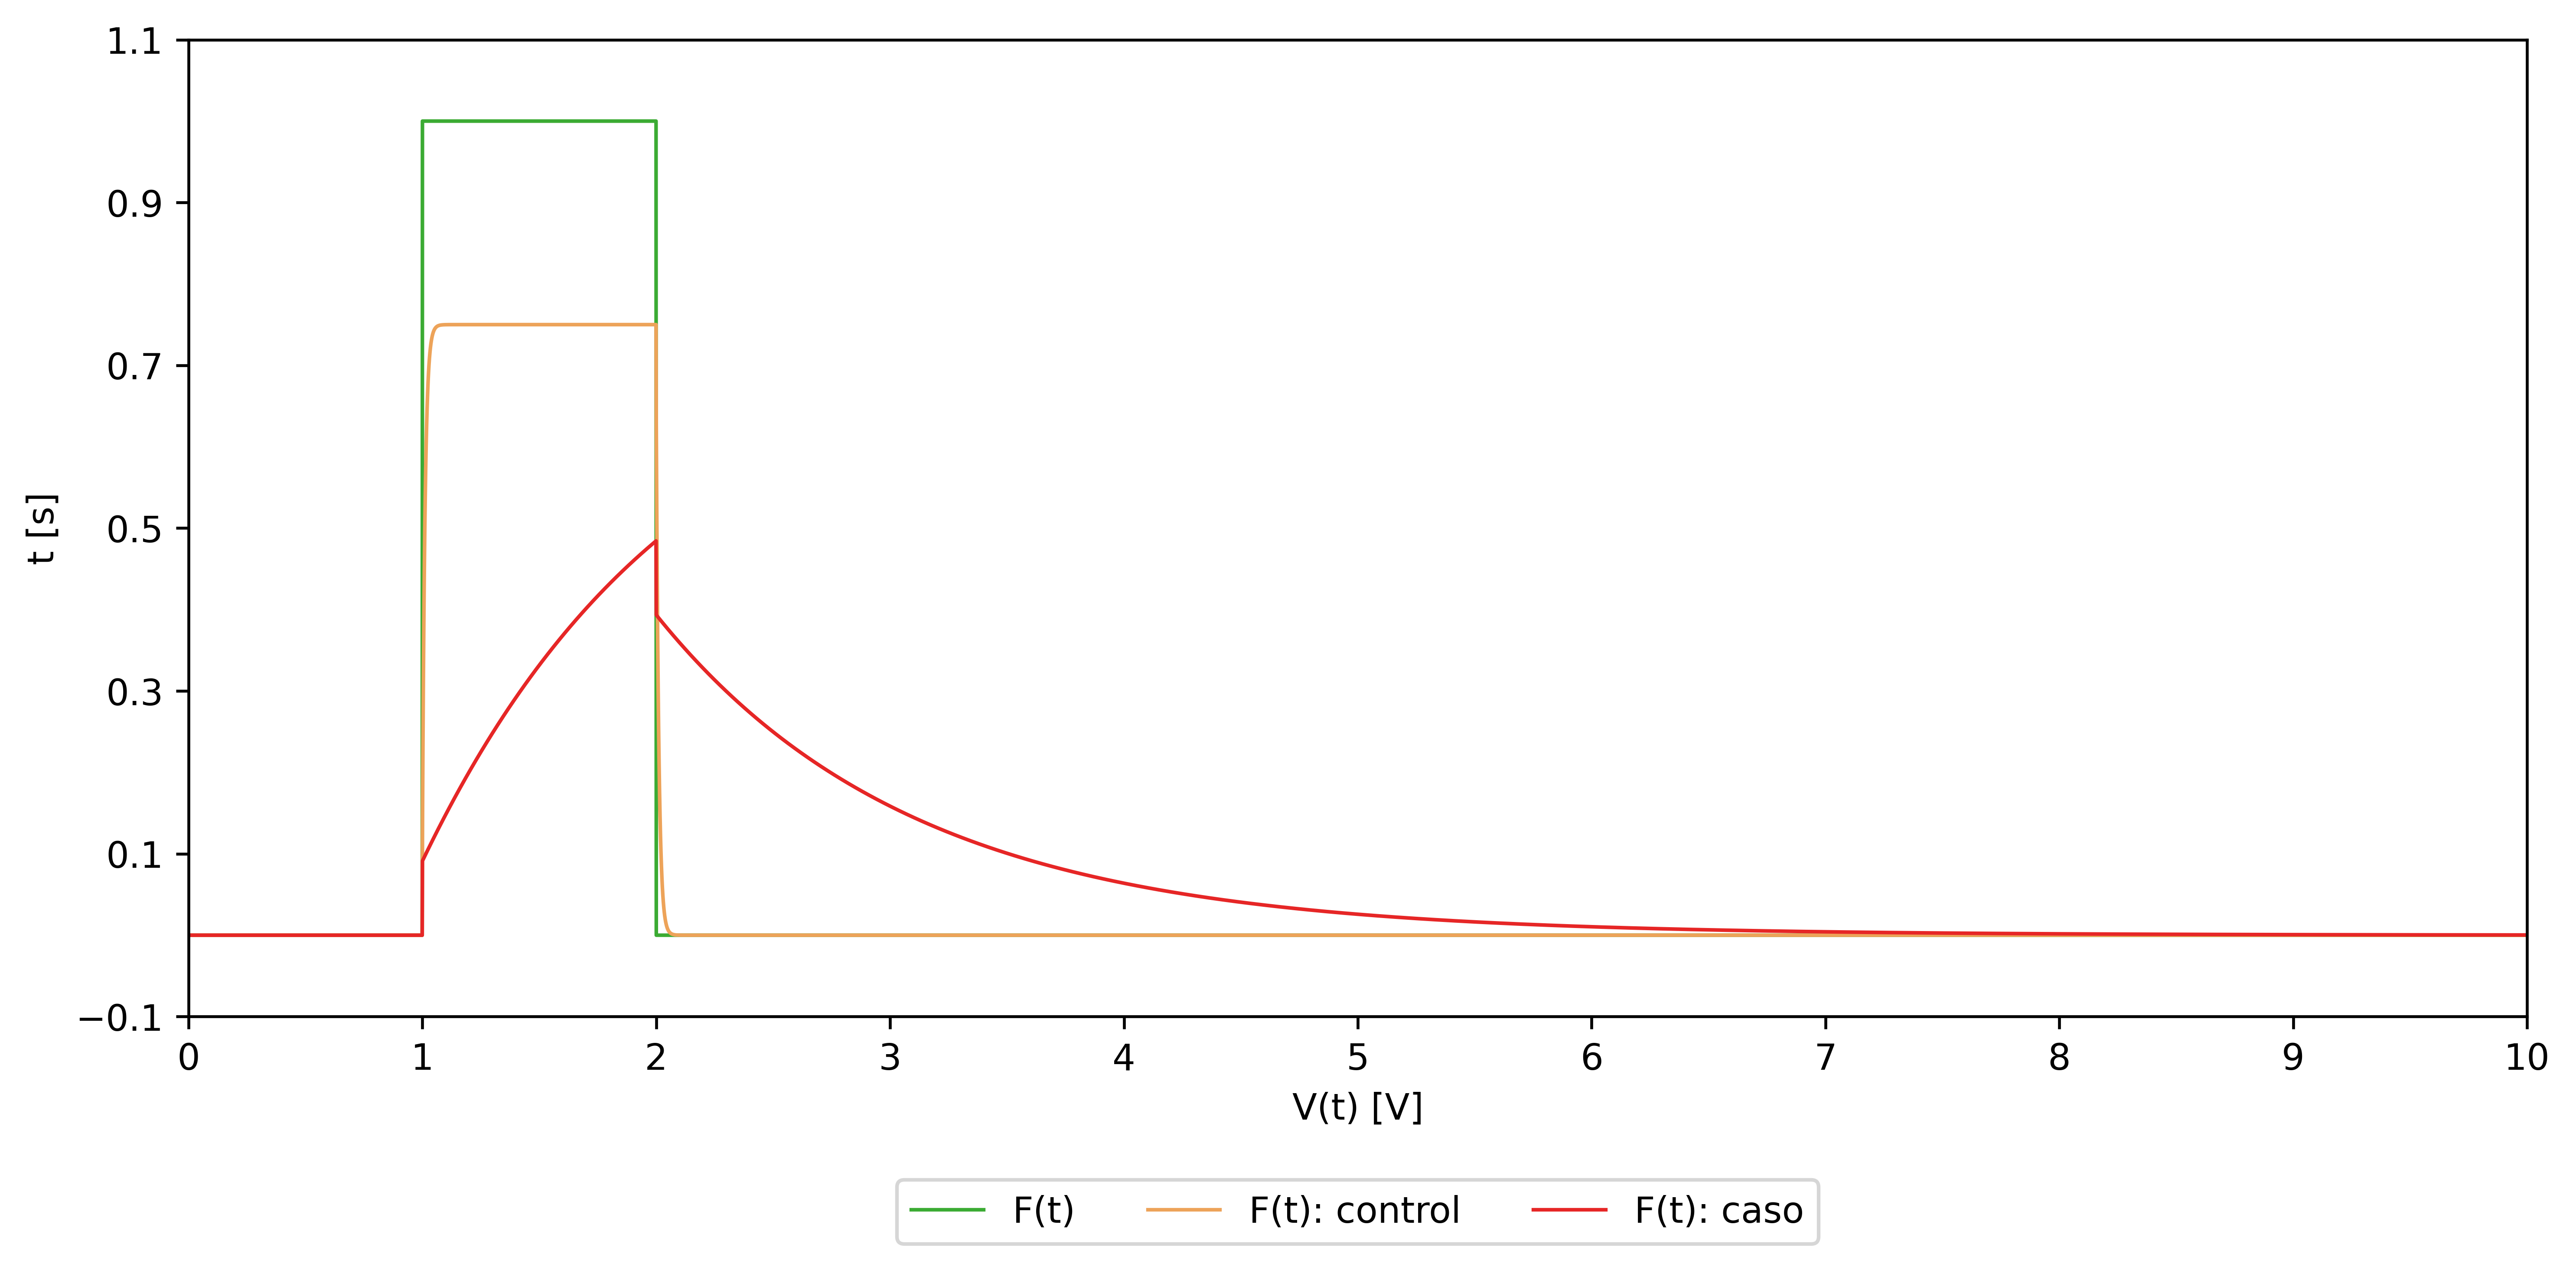 1.1
0.9
0.7
0.5
0.3
0.1
−0.1
t [s]
0 1 2 3 4 5 6 7 8 9 10
V(t) [V]
F(t) F(t): control F(t): caso